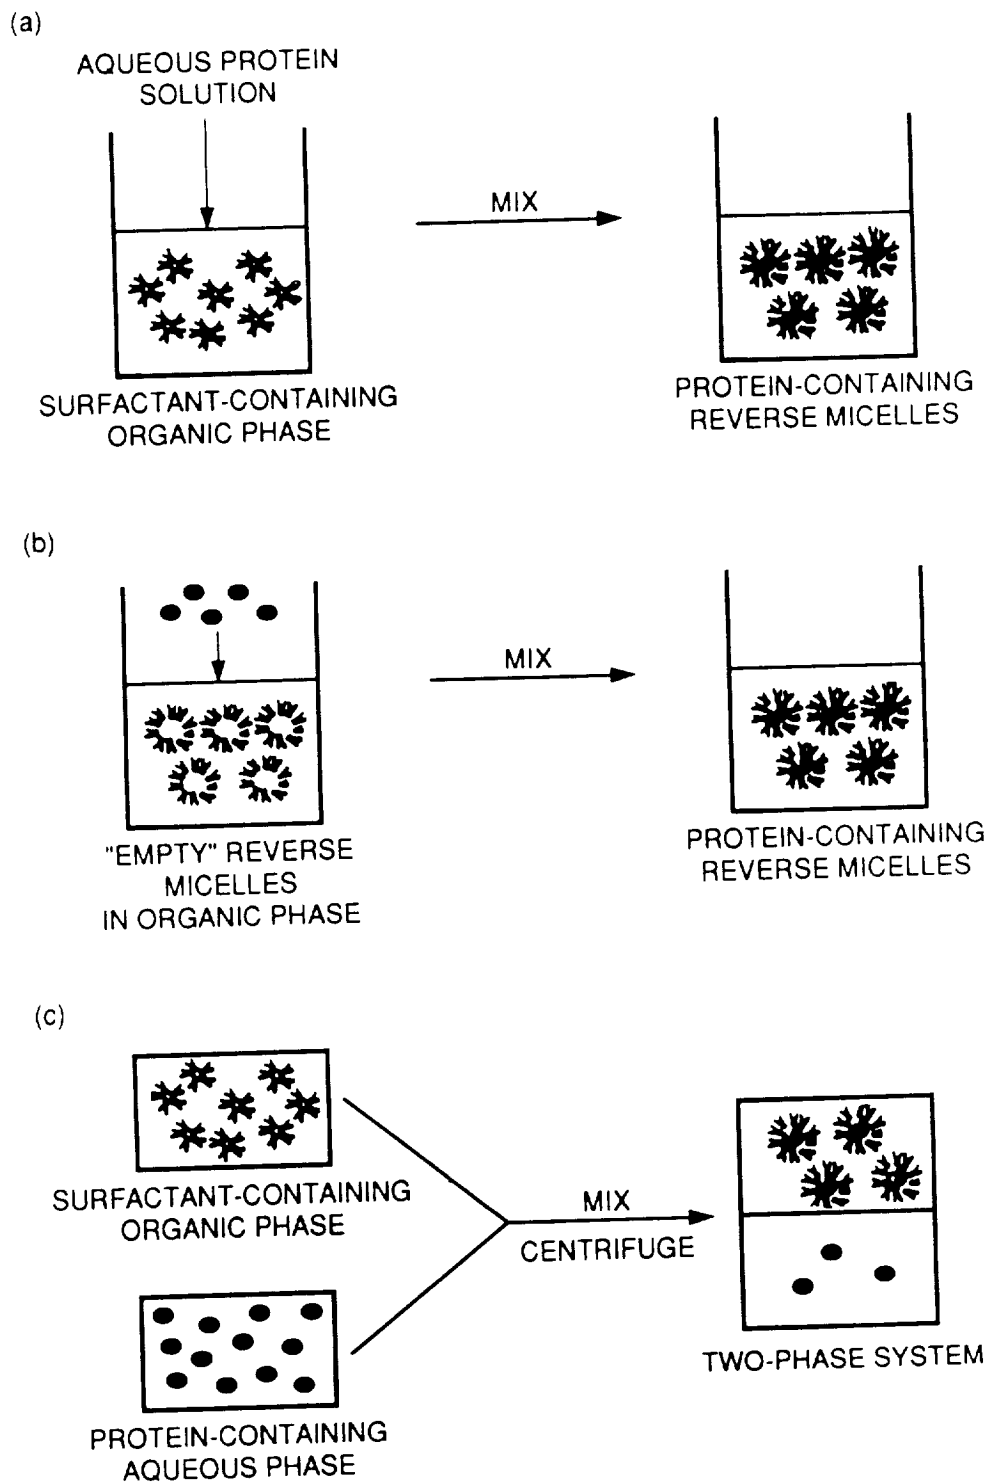 (a)
AQUEOUS PROTEIN
SOLUTION
MIX
SURFACTANT-CONTAINING
ORGANIC PHASE
PROTEIN-CONTAINING
REVERSE MICELLES
(b)
MIX
"EMPTY" REVERSE
MICELLES
IN ORGANIC PHASE
PROTEIN-CONTAINING
REVERSE MICELLES
(c)
SURFACTANT-CONTAINING
ORGANIC PHASE
MIX
CENTRIFUGE
TWO-PHASE SYSTEM
PROTEIN-CONTAINING
AQUEOUS PHASE